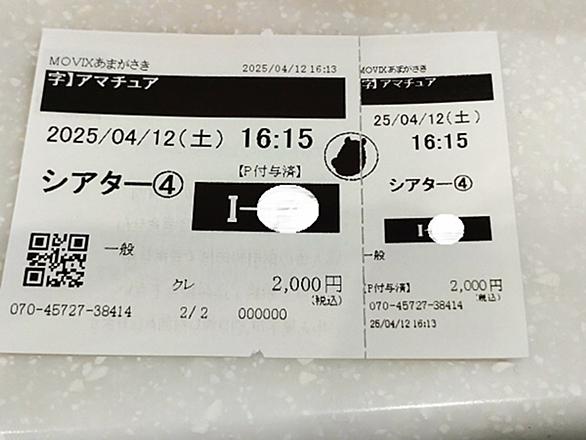 MOVIXあまがさき 2025/04/12 16:13
字】アマチュア
2025/04/12(土) 16:15
【P付与済】
シアター④
I-
一般
クレ 2,000円
(税込)
070-45727-38414 2/2 000000
MOVIXあまがさき
字】アマチュア
25/04/12(土)
16:15
シアター④
I-
一般
【P付与済】 2,000円
(税込)
070-45727-38414
25/04/12 16:13